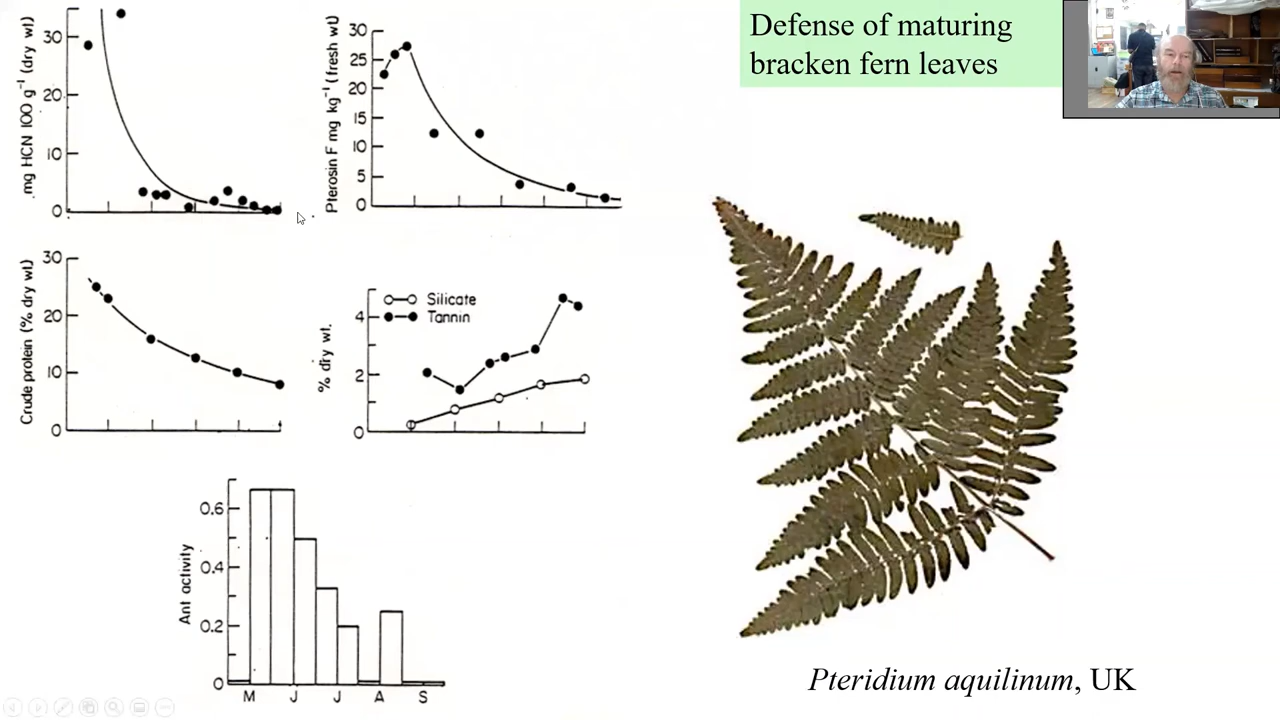 Defense of maturing
bracken fern leaves
mg HCN 100 g⁻¹ (dry wt)
30
20
10
0
Pterosin F mg kg⁻¹ (fresh wt)
30
25
20
15
10
5
0
Crude protein (% dry wt)
30
20
10
0
% dry wt.
4
2
0
Silicate
Tannin
Ant activity
0.6
0.4
0.2
0
M J J A S
Pteridium aquilinum, UK